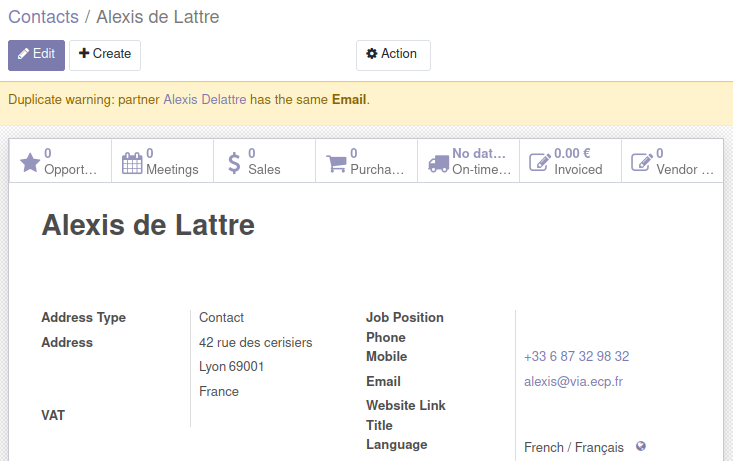 Contacts / Alexis de Lattre
Edit Create Action
Duplicate warning: partner Alexis Delattre has the same Email.
0 0 0 0 No dat... 0.00 € 0
Opport... Meetings Sales Purcha... On-time... Invoiced Vendor ...
Alexis de Lattre
Address Type Contact Job Position
Phone
Address 42 rue des cerisiers Mobile +33 6 87 32 98 32
Lyon 69001 Email alexis@via.ecp.fr
France Website Link
VAT Title
Language French / Français